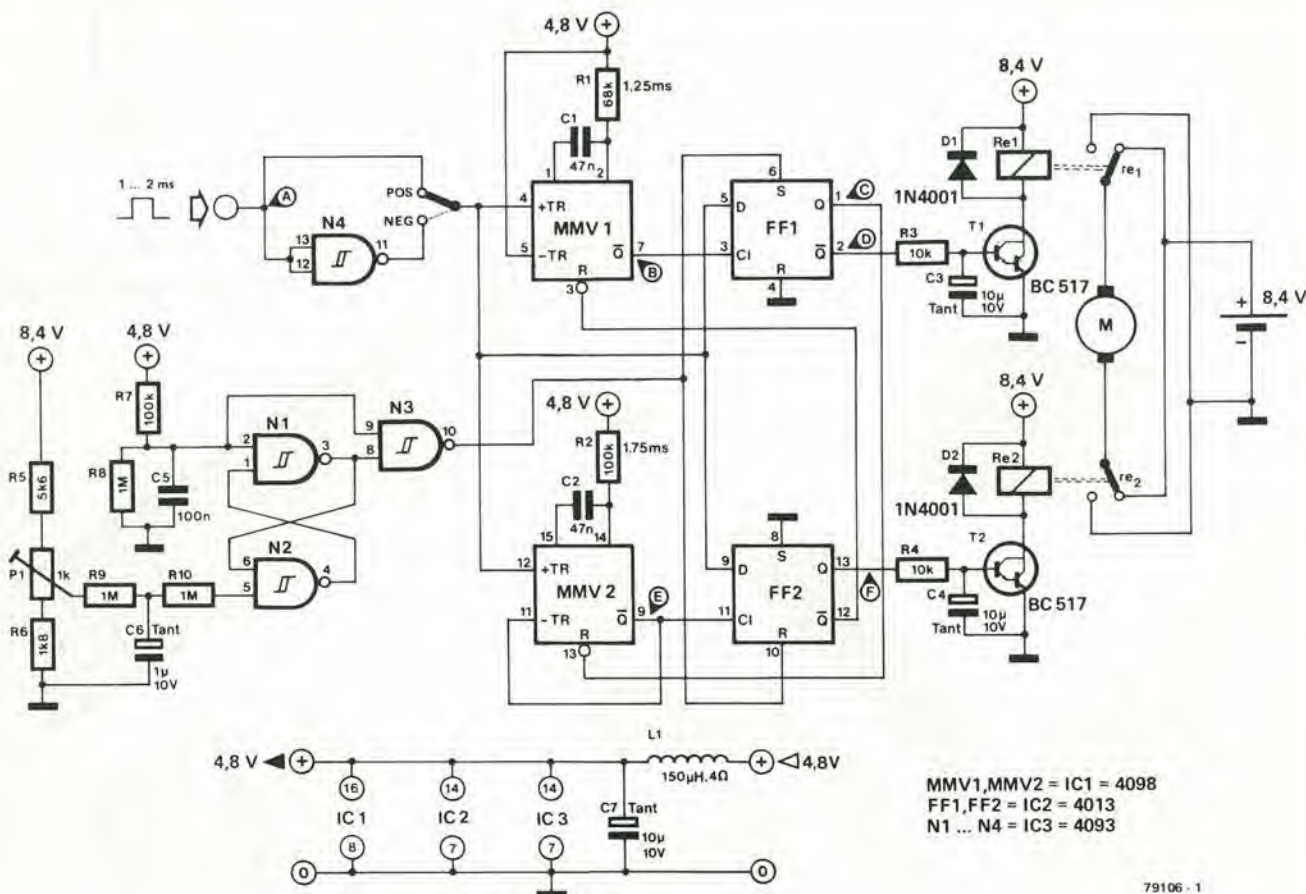 4,8 V
R1
68k
1,25ms
C1
47n
1 2
4 +TR
MMV 1
5 -TR
Q 7
R
3
B
1 ... 2 ms
A
POS
NEG
N4
13
12
11
6
S
5 D
Q 1
FF1
3 Cl
Q 2
R
4
C
D
R3
10k
C3
10µ
10V
Tant
8,4 V
D1
1N4001
Re1
re1
T1
BC 517
M
+
8,4 V
−
8,4 V
R5
5k6
P1
1k
R6
1k8
R9
1M
R10
1M
C6 Tant
1µ
10V
4,8 V
R7
100k
R8
1M
C5
100n
N1
2
1
3
N2
6
5
4
N3
9
8
10
4,8 V
R2
100k
1,75ms
C2
47n
15 14
12 +TR
MMV 2
11 -TR
Q 9
R
13
E
8
S
9 D
Q 13
FF2
11 Cl
Q 12
R
10
F
R4
10k
C4
10µ
10V
Tant
8,4 V
D2
1N4001
Re2
re2
T2
BC 517
L1
150µH,4Ω
4,8 V
4,8V
16 14 14
IC 1 IC 2 IC 3
8 7 7
C7 Tant
10µ
10V
0 0
MMV1,MMV2 = IC1 = 4098
FF1,FF2 = IC2 = 4013
N1 ... N4 = IC3 = 4093
79106 - 1